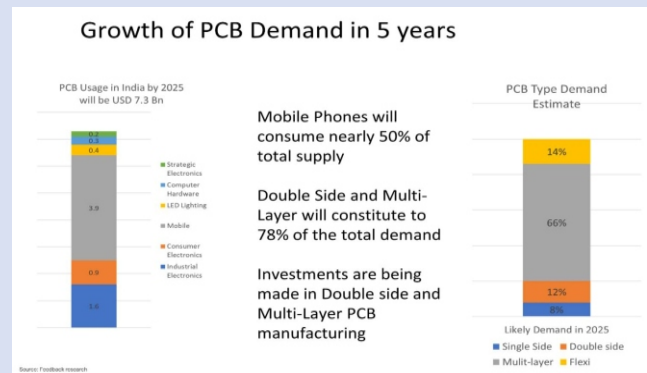 Growth of PCB Demand in 5 years
PCB Usage in India by 2025
will be USD 7.3 Bn
0.2
0.3
0.4
3.9
0.9
1.6
Strategic
Electronics
Computer
Hardware
LED Lighting
Mobile
Consumer
Electronics
Industrial
Electronics
Mobile Phones will
consume nearly 50% of
total supply
Double Side and Multi-
Layer will constitute to
78% of the total demand
Investments are being
made in Double side and
Multi-Layer PCB
manufacturing
PCB Type Demand
Estimate
14%
66%
12%
8%
Likely Demand in 2025
Single Side Double side
Mulit-layer Flexi
Source: Feedback research